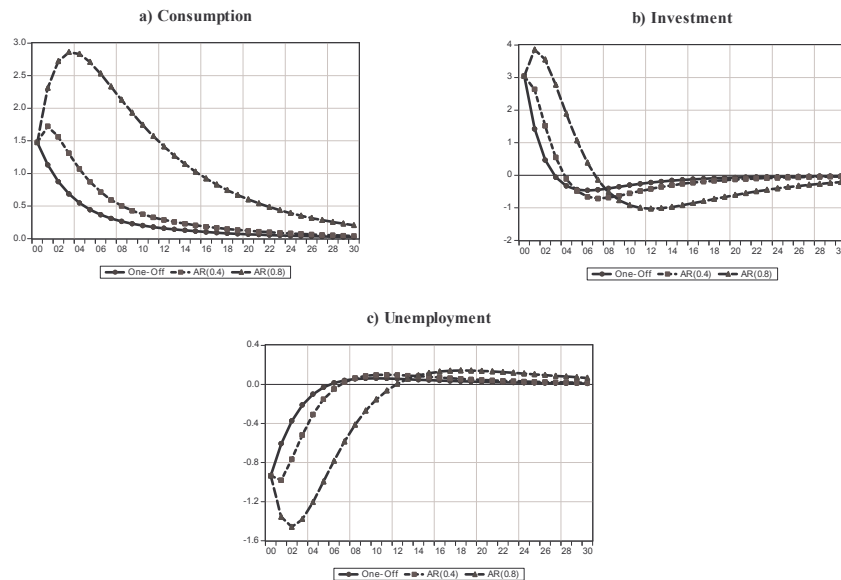 a) Consumption
3.0
2.5
2.0
1.5
1.0
0.5
0.0
00 02 04 06 08 10 12 14 16 18 20 22 24 26 28 30
One-Off AR(0.4) AR(0.8)
b) Investment
4
3
2
1
0
-1
-2
00 02 04 06 08 10 12 14 16 18 20 22 24 26 28 30
One-Off AR(0.4) AR(0.8)
c) Unemployment
0.4
0.0
-0.4
-0.8
-1.2
-1.6
00 02 04 06 08 10 12 14 16 18 20 22 24 26 28 30
One-Off AR(0.4) AR(0.8)